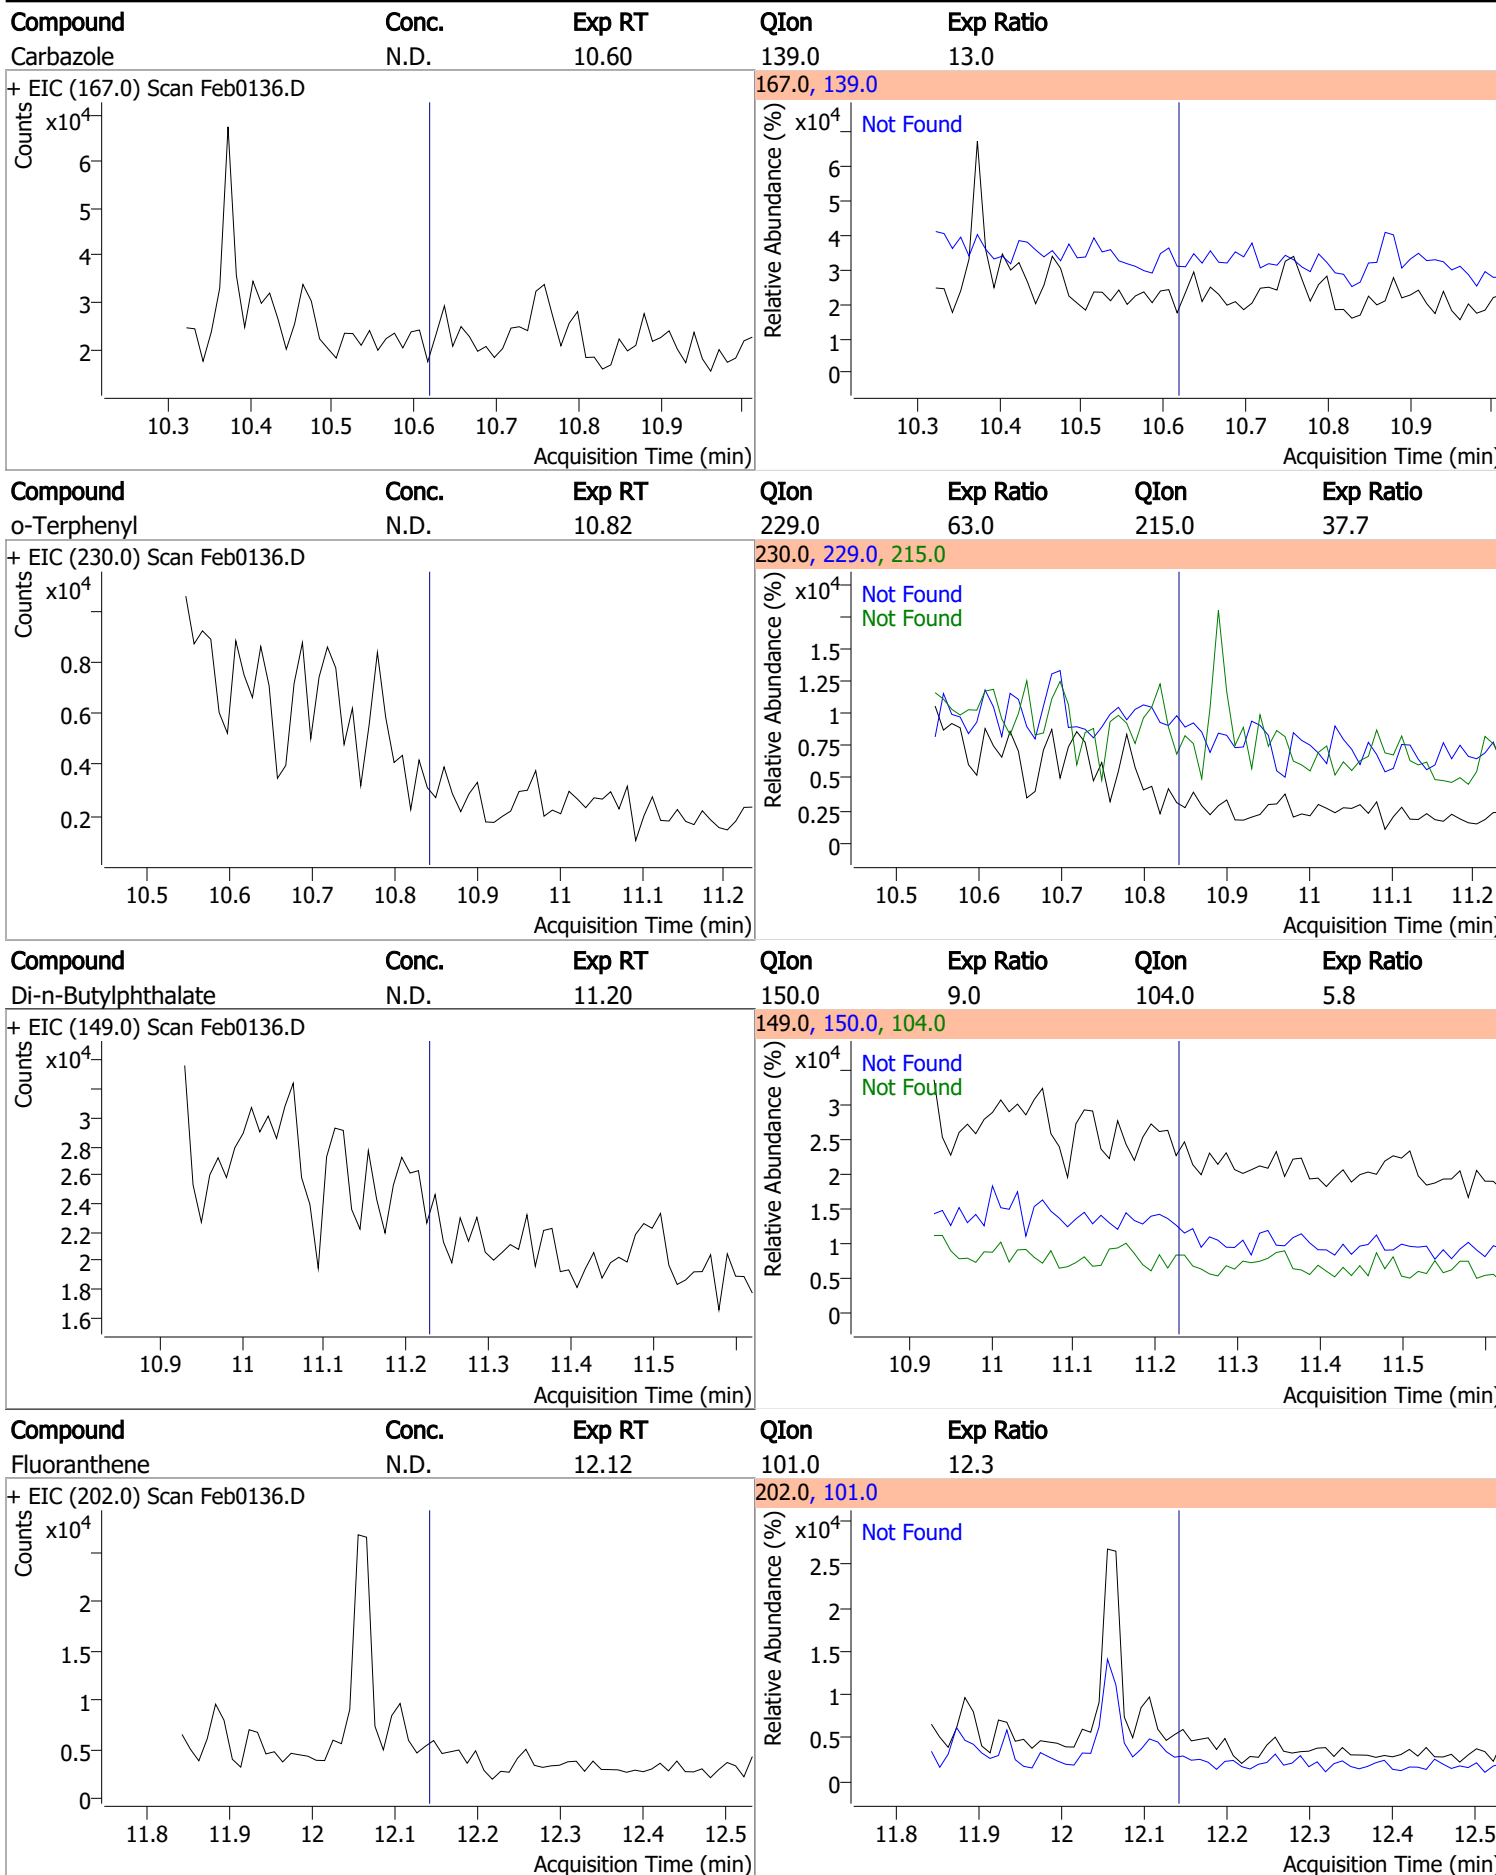 Compound Conc. Exp RT QIon Exp Ratio
Carbazole N.D. 10.60 139.0 13.0
+ EIC (167.0) Scan Feb0136.D
Counts
x10⁴
6
5
4
3
2
10.3 10.4 10.5 10.6 10.7 10.8 10.9
Acquisition Time (min)
167.0, 139.0
Relative Abundance (%)
x10⁴
Not Found
6
5
4
3
2
1
0
10.3 10.4 10.5 10.6 10.7 10.8 10.9
Acquisition Time (min)
Compound Conc. Exp RT QIon Exp Ratio QIon Exp Ratio
o-Terphenyl N.D. 10.82 229.0 63.0 215.0 37.7
+ EIC (230.0) Scan Feb0136.D
Counts
x10⁴
0.8
0.6
0.4
0.2
10.5 10.6 10.7 10.8 10.9 11 11.1 11.2
Acquisition Time (min)
230.0, 229.0, 215.0
Relative Abundance (%)
x10⁴
Not Found
Not Found
1.5
1.25
1
0.75
0.5
0.25
0
10.5 10.6 10.7 10.8 10.9 11 11.1 11.2
Acquisition Time (min)
Compound Conc. Exp RT QIon Exp Ratio QIon Exp Ratio
Di-n-Butylphthalate N.D. 11.20 150.0 9.0 104.0 5.8
+ EIC (149.0) Scan Feb0136.D
Counts
x10⁴
3
2.8
2.6
2.4
2.2
2
1.8
1.6
10.9 11 11.1 11.2 11.3 11.4 11.5
Acquisition Time (min)
149.0, 150.0, 104.0
Relative Abundance (%)
x10⁴
Not Found
Not Found
3
2.5
2
1.5
1
0.5
0
10.9 11 11.1 11.2 11.3 11.4 11.5
Acquisition Time (min)
Compound Conc. Exp RT QIon Exp Ratio
Fluoranthene N.D. 12.12 101.0 12.3
+ EIC (202.0) Scan Feb0136.D
Counts
x10⁴
2
1.5
1
0.5
0
11.8 11.9 12 12.1 12.2 12.3 12.4 12.5
Acquisition Time (min)
202.0, 101.0
Relative Abundance (%)
x10⁴
Not Found
2.5
2
1.5
1
0.5
0
11.8 11.9 12 12.1 12.2 12.3 12.4 12.5
Acquisition Time (min)